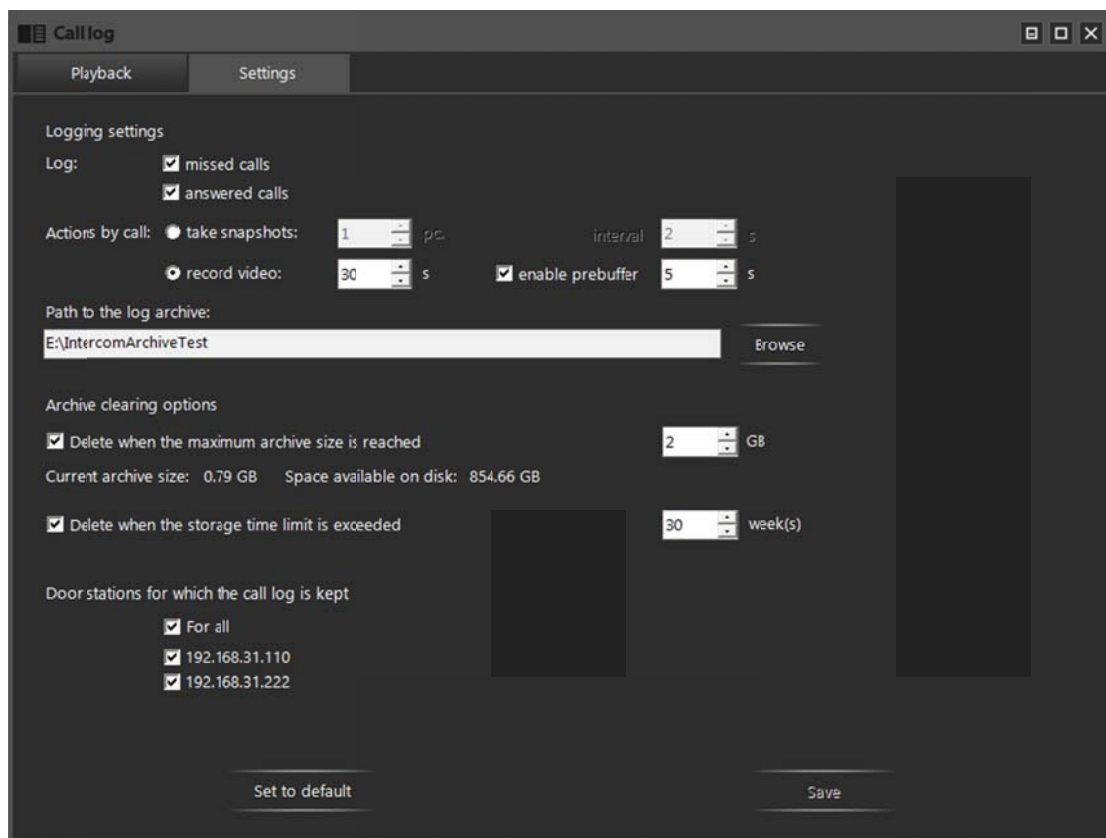 Call log
Playback Settings
Logging settings
Log: missed calls
answered calls
Actions by call: take snapshots: 1 pc. interval 2 s
record video: 30 s enable prebuffer 5 s
Path to the log archive:
E:\IntercomArchiveTest Browse
Archive clearing options
Delete when the maximum archive size is reached 2 GB
Current archive size: 0.79 GB Space available on disk: 854.66 GB
Delete when the storage time limit is exceeded 30 week(s)
Door stations for which the call log is kept
For all
192.168.31.110
192.168.31.222
Set to default Save